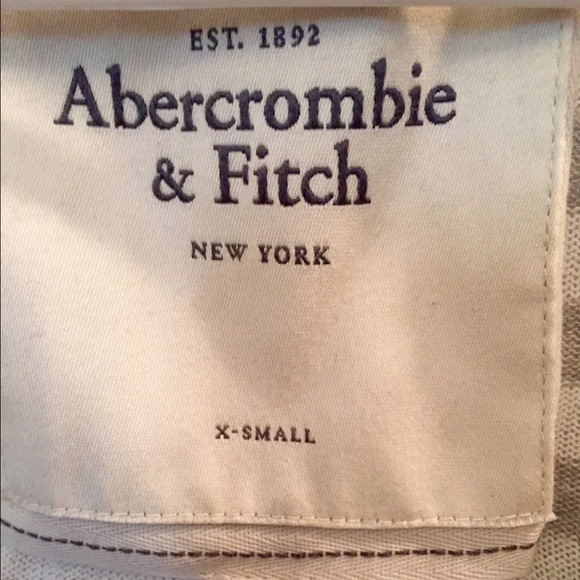 EST. 1892
Abercrombie
& Fitch
NEW YORK
X-SMALL